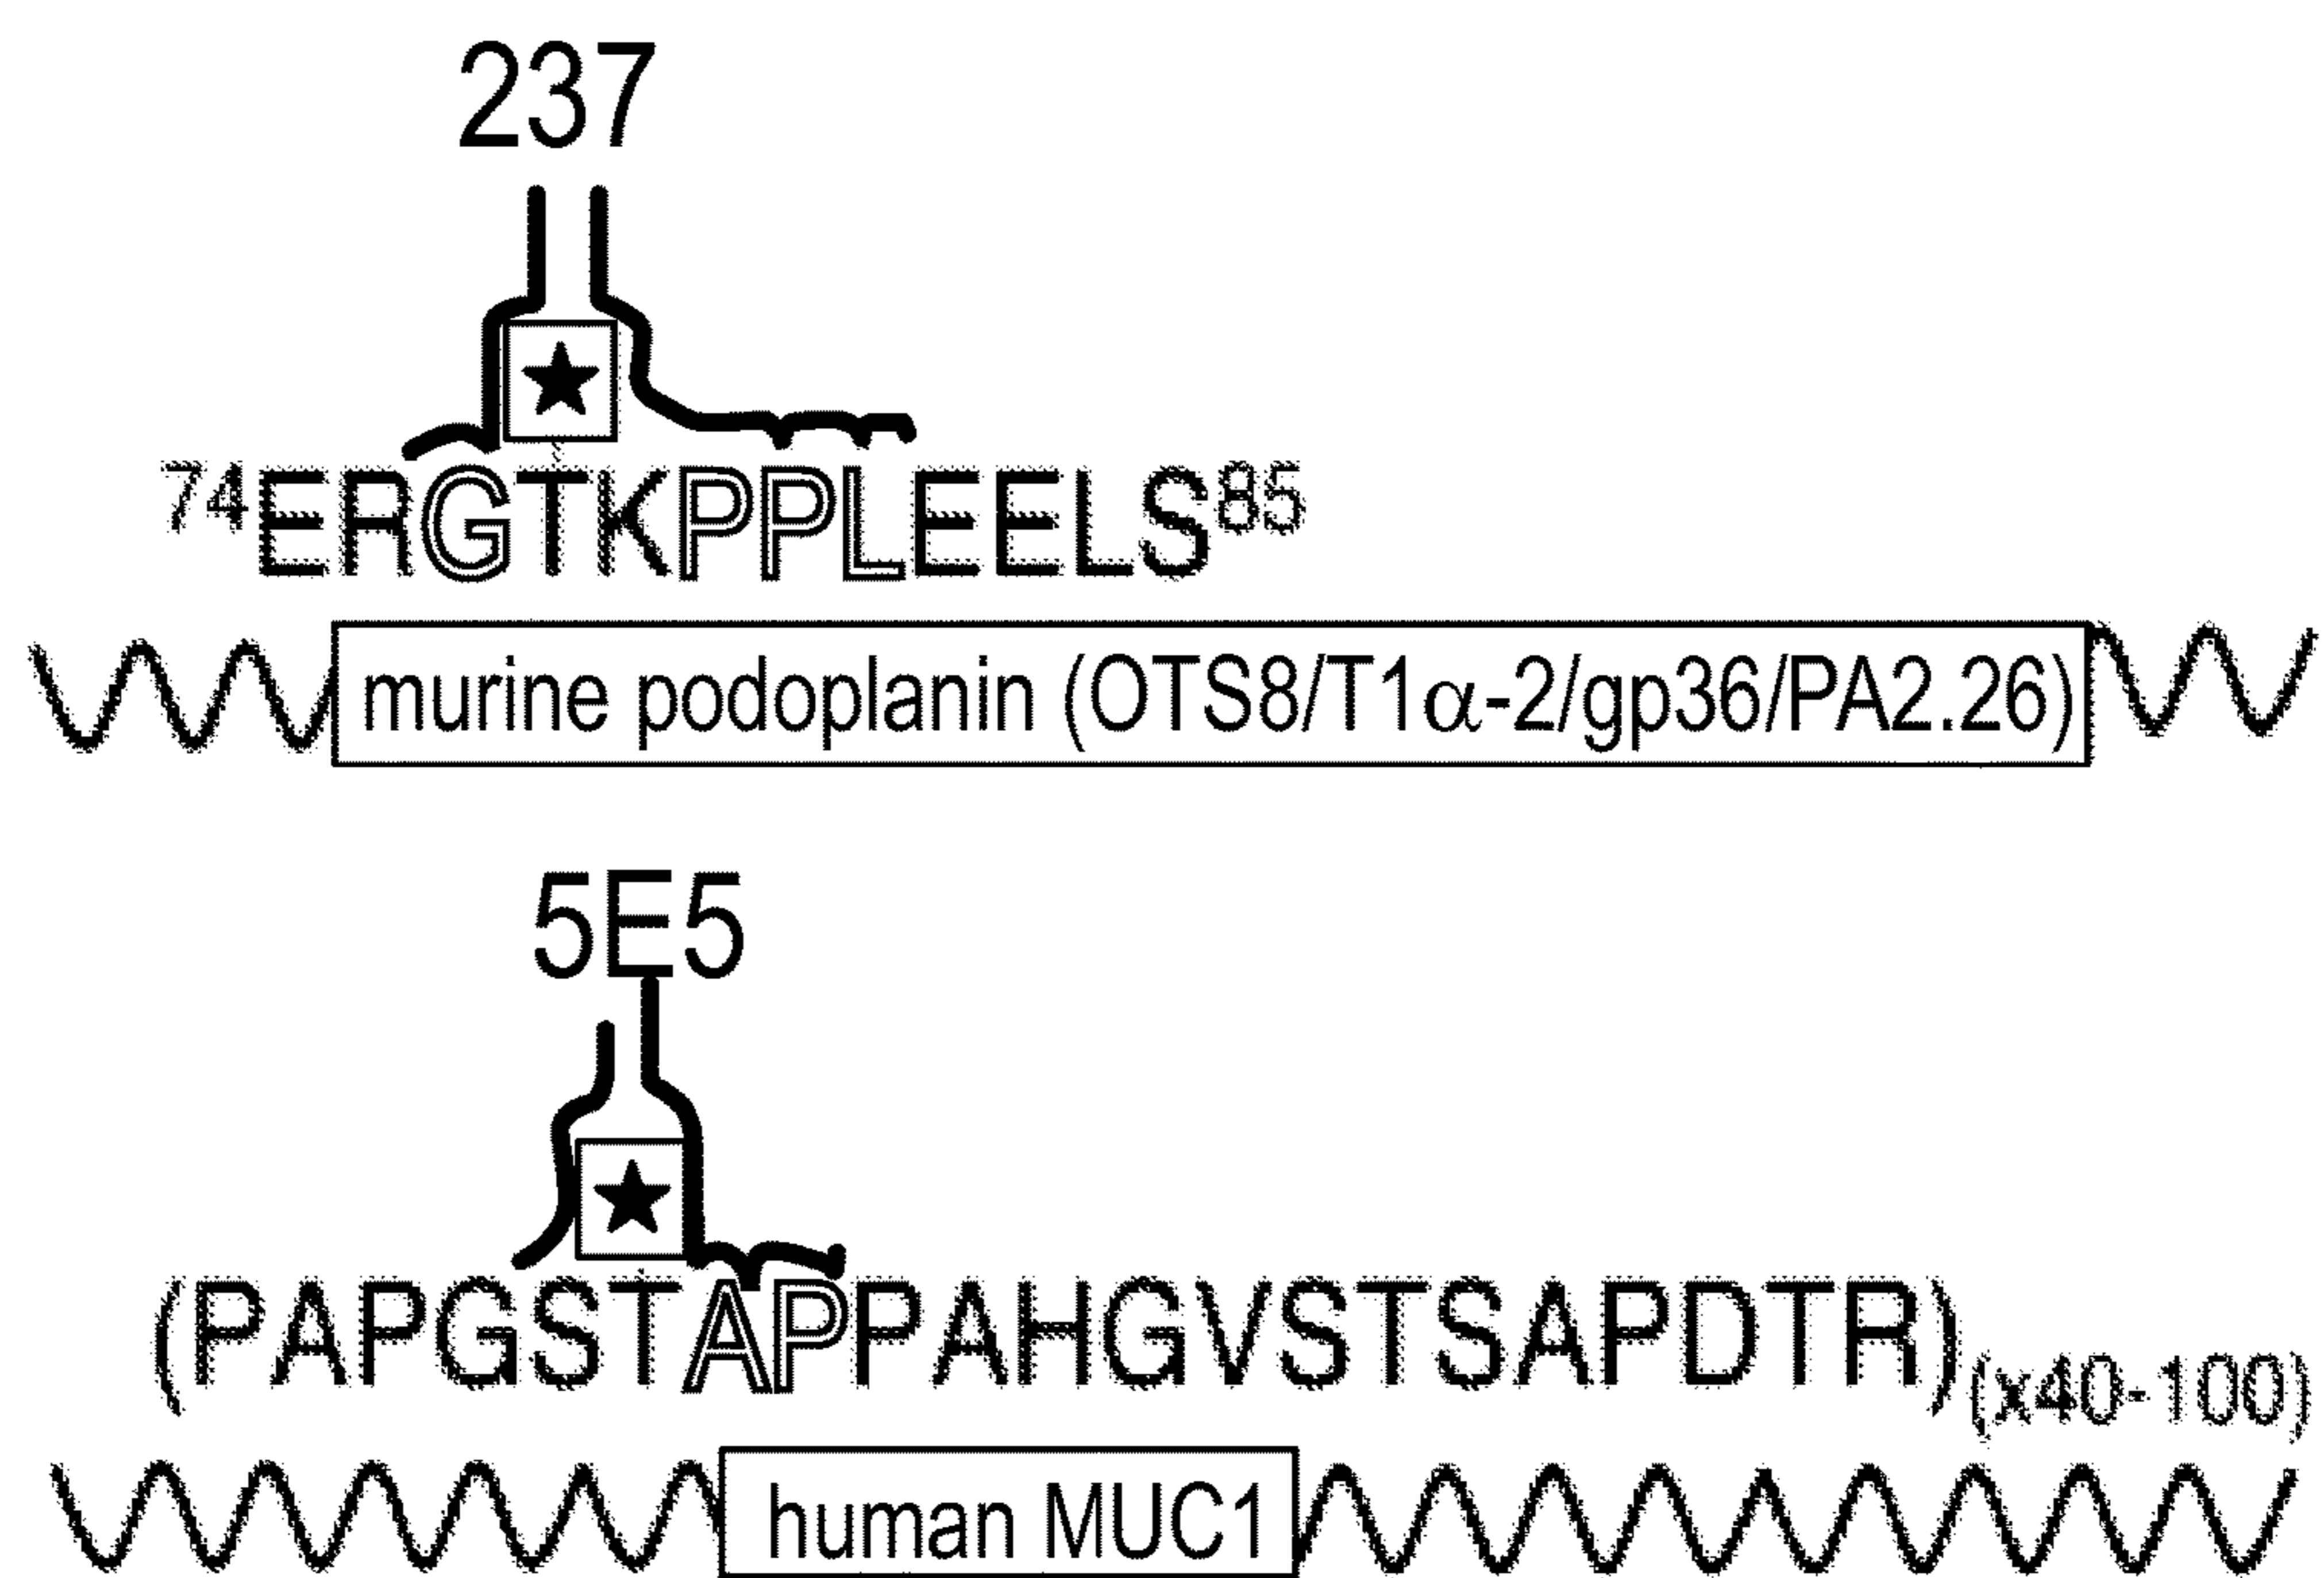 237
⁷⁴ERGTKPPLEELS⁸⁵
murine podoplanin (OTS8/T1α-2/gp36/PA2.26)
5E5
(PAPGSTAPPAHGVSTSAPDTR)(x40-100)
human MUC1